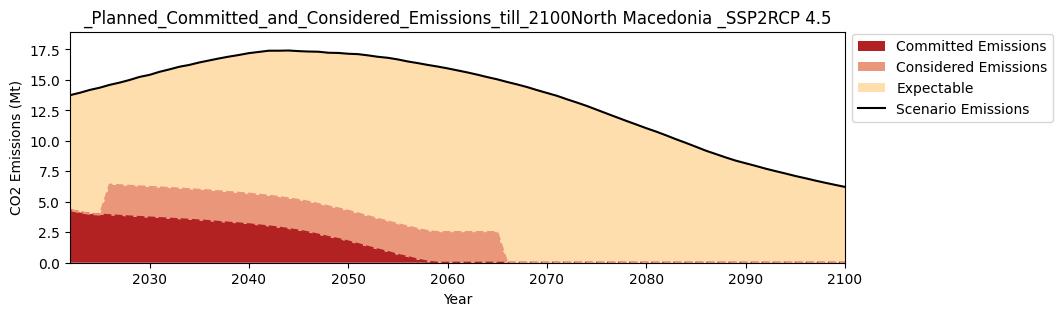 _Planned_Committed_and_Considered_Emissions_till_2100North Macedonia _SSP2RCP 4.5
CO2 Emissions (Mt)
17.5
15.0
12.5
10.0
7.5
5.0
2.5
0.0
2030 2040 2050 2060 2070 2080 2090 2100
Year
Committed Emissions
Considered Emissions
Expectable
Scenario Emissions